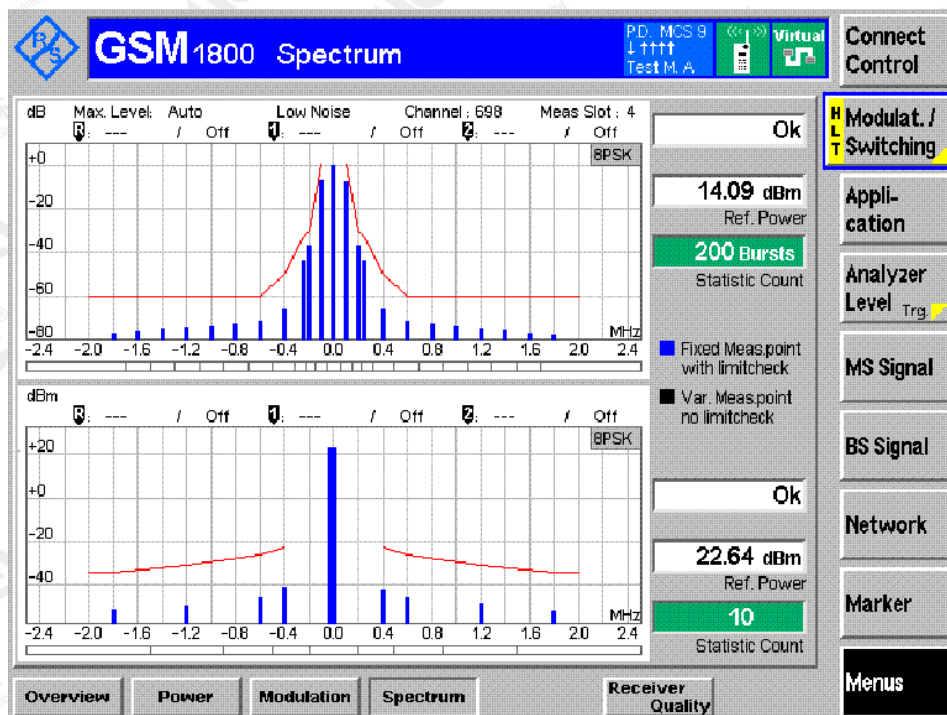 R S
GSM 1800 Spectrum
P.D. MCS 9
↓↑↑↑↑
Test M. A
Virtual
Connect
Control
dB Max. Level: Auto Low Noise Channel : 698 Meas Slot : 4
R: --- / Off 1: --- / Off 2: --- / Off
8PSK
+0
-20
-40
-60
-80
MHz
-2.4 -2.0 -1.6 -1.2 -0.8 -0.4 0.0 0.4 0.8 1.2 1.6 2.0 2.4
Ok
14.09 dBm
Ref. Power
200 Bursts
Statistic Count
Fixed Meas.point
with limitcheck
Var. Meas.point
no limitcheck
dBm
R: --- / Off 1: --- / Off 2: --- / Off
8PSK
+20
+0
-20
-40
MHz
-2.4 -2.0 -1.6 -1.2 -0.8 -0.4 0.0 0.4 0.8 1.2 1.6 2.0 2.4
Ok
22.64 dBm
Ref. Power
10
Statistic Count
HLT
Modulat. /
Switching
Appli-
cation
Analyzer
Level Trg.
MS Signal
BS Signal
Network
Marker
Menus
Overview Power Modulation Spectrum Receiver
Quality